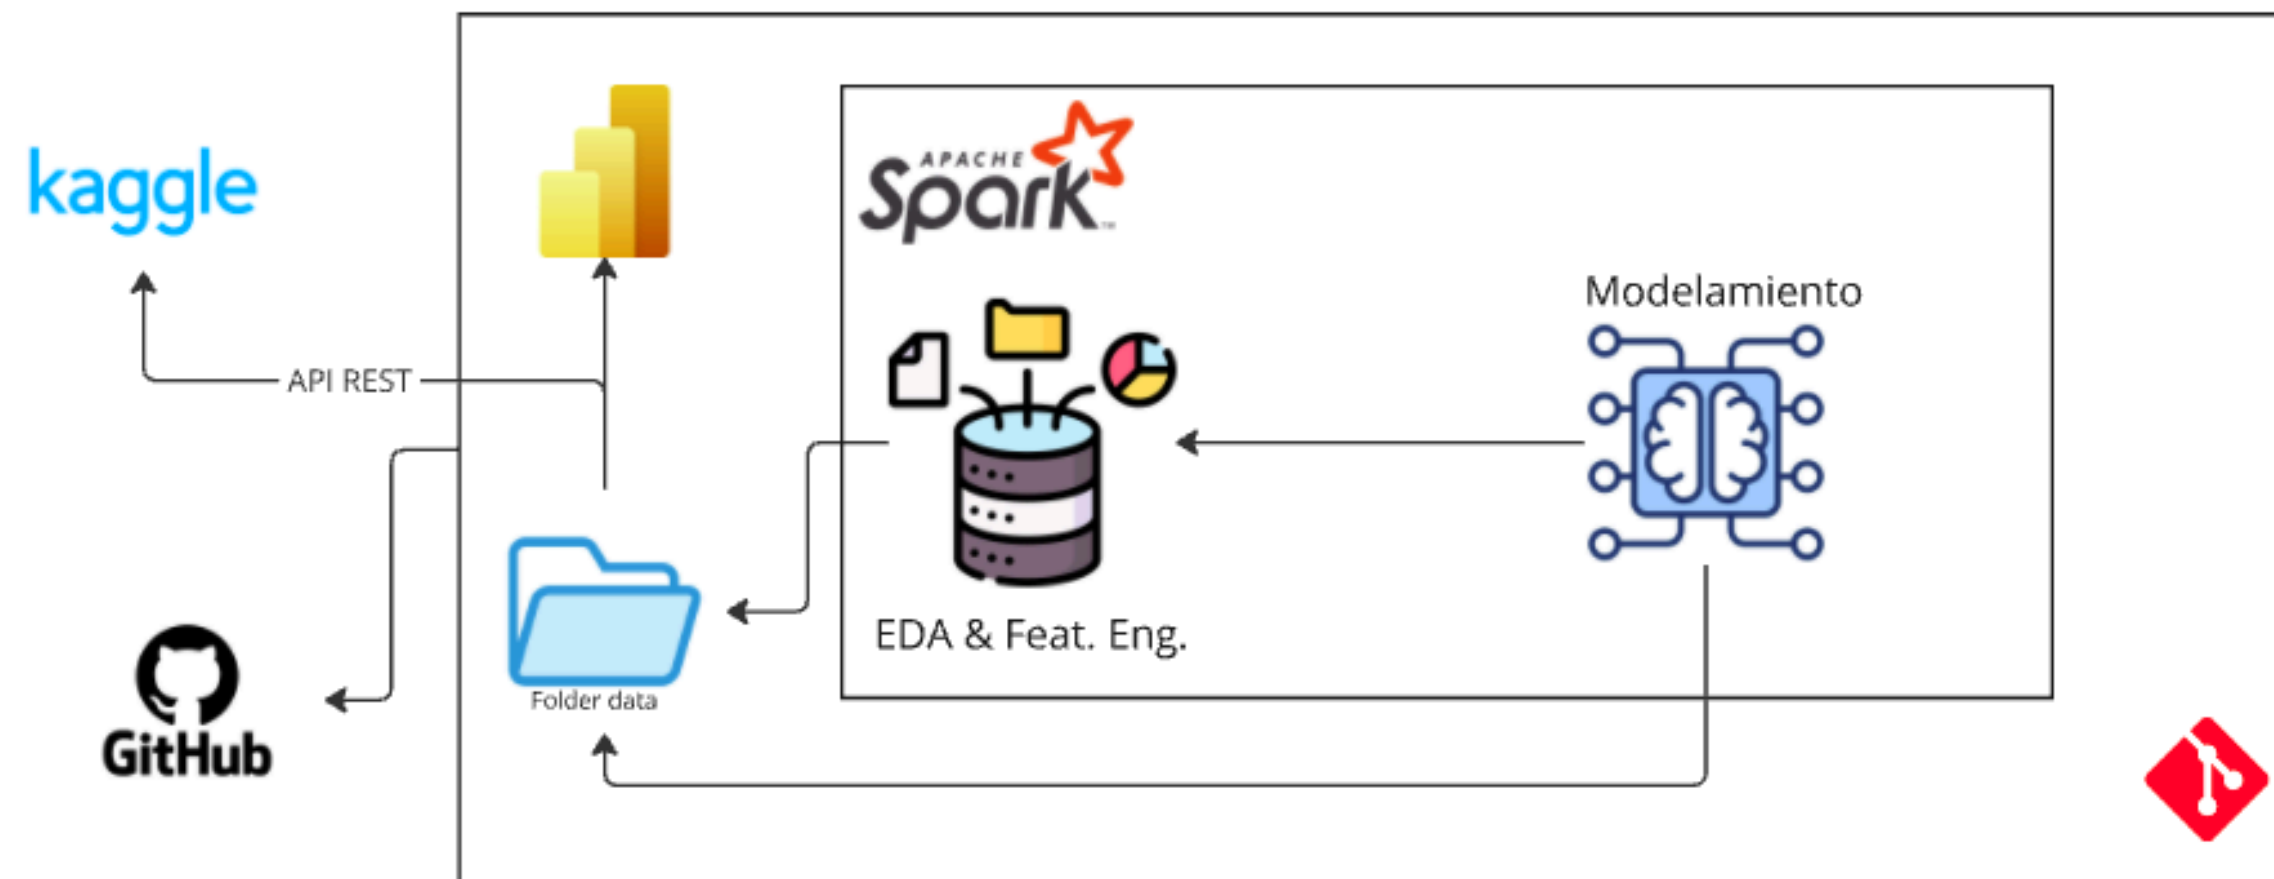 kaggle
APACHE
Spark
Modelamiento
API REST
EDA & Feat. Eng.
Folder data
GitHub